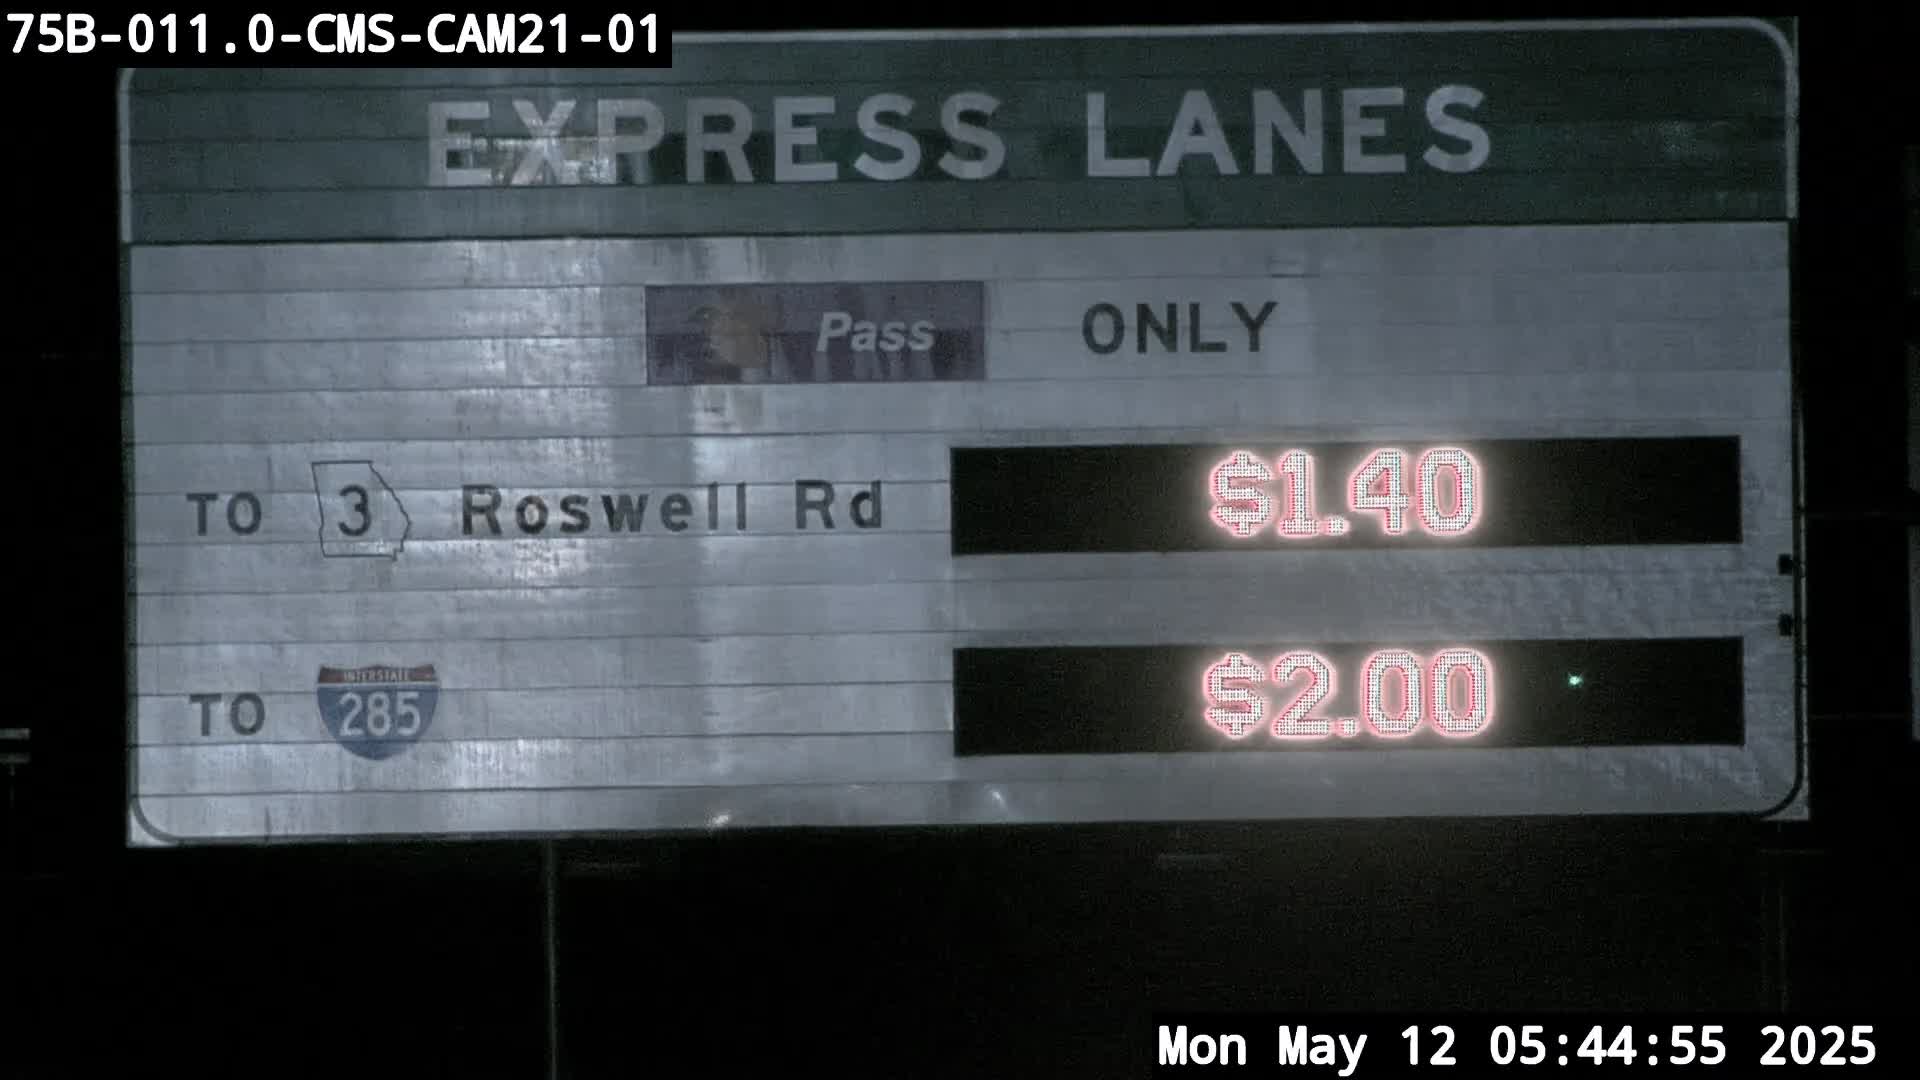 75B-011.0-CMS-CAM21-01
EXPRESS LANES
Pass ONLY
TO 3 Roswell Rd $1.40
INTERSTATE
TO 285 $2.00
Mon May 12 05:44:55 2025